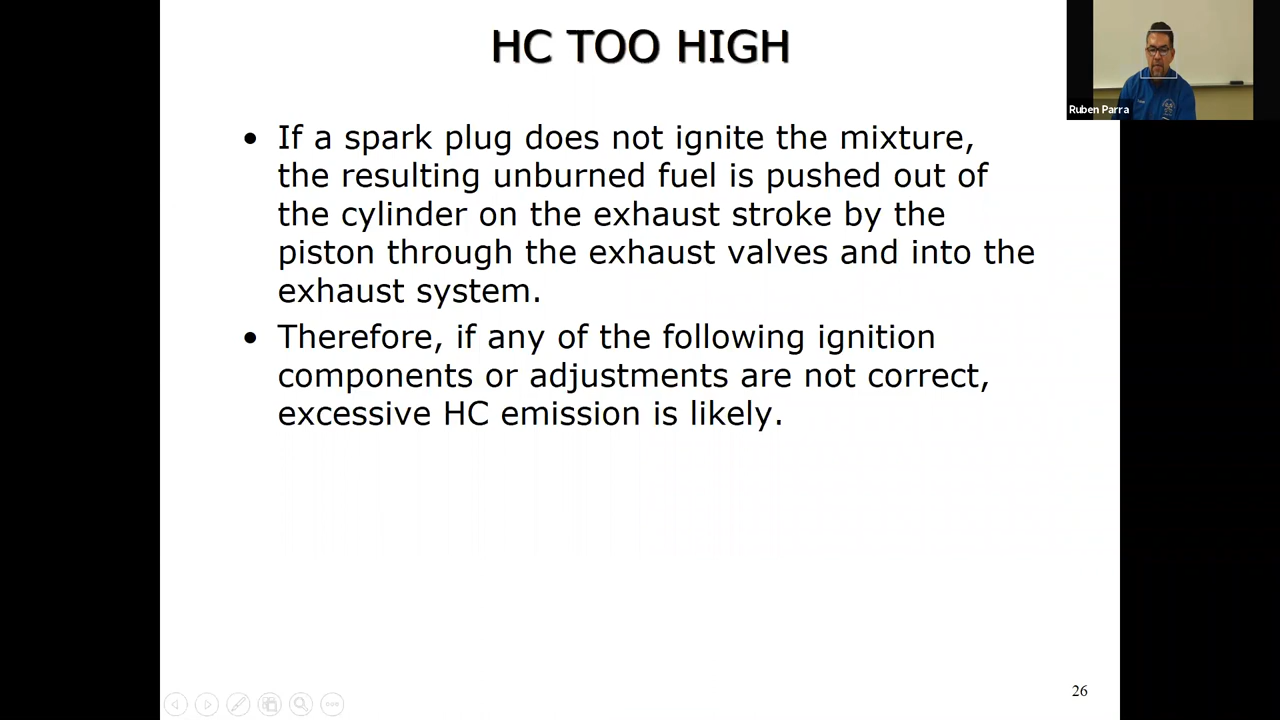 HC TOO HIGH
Ruben Parra
• If a spark plug does not ignite the mixture,
the resulting unburned fuel is pushed out of
the cylinder on the exhaust stroke by the
piston through the exhaust valves and into the
exhaust system.
• Therefore, if any of the following ignition
components or adjustments are not correct,
excessive HC emission is likely.
26